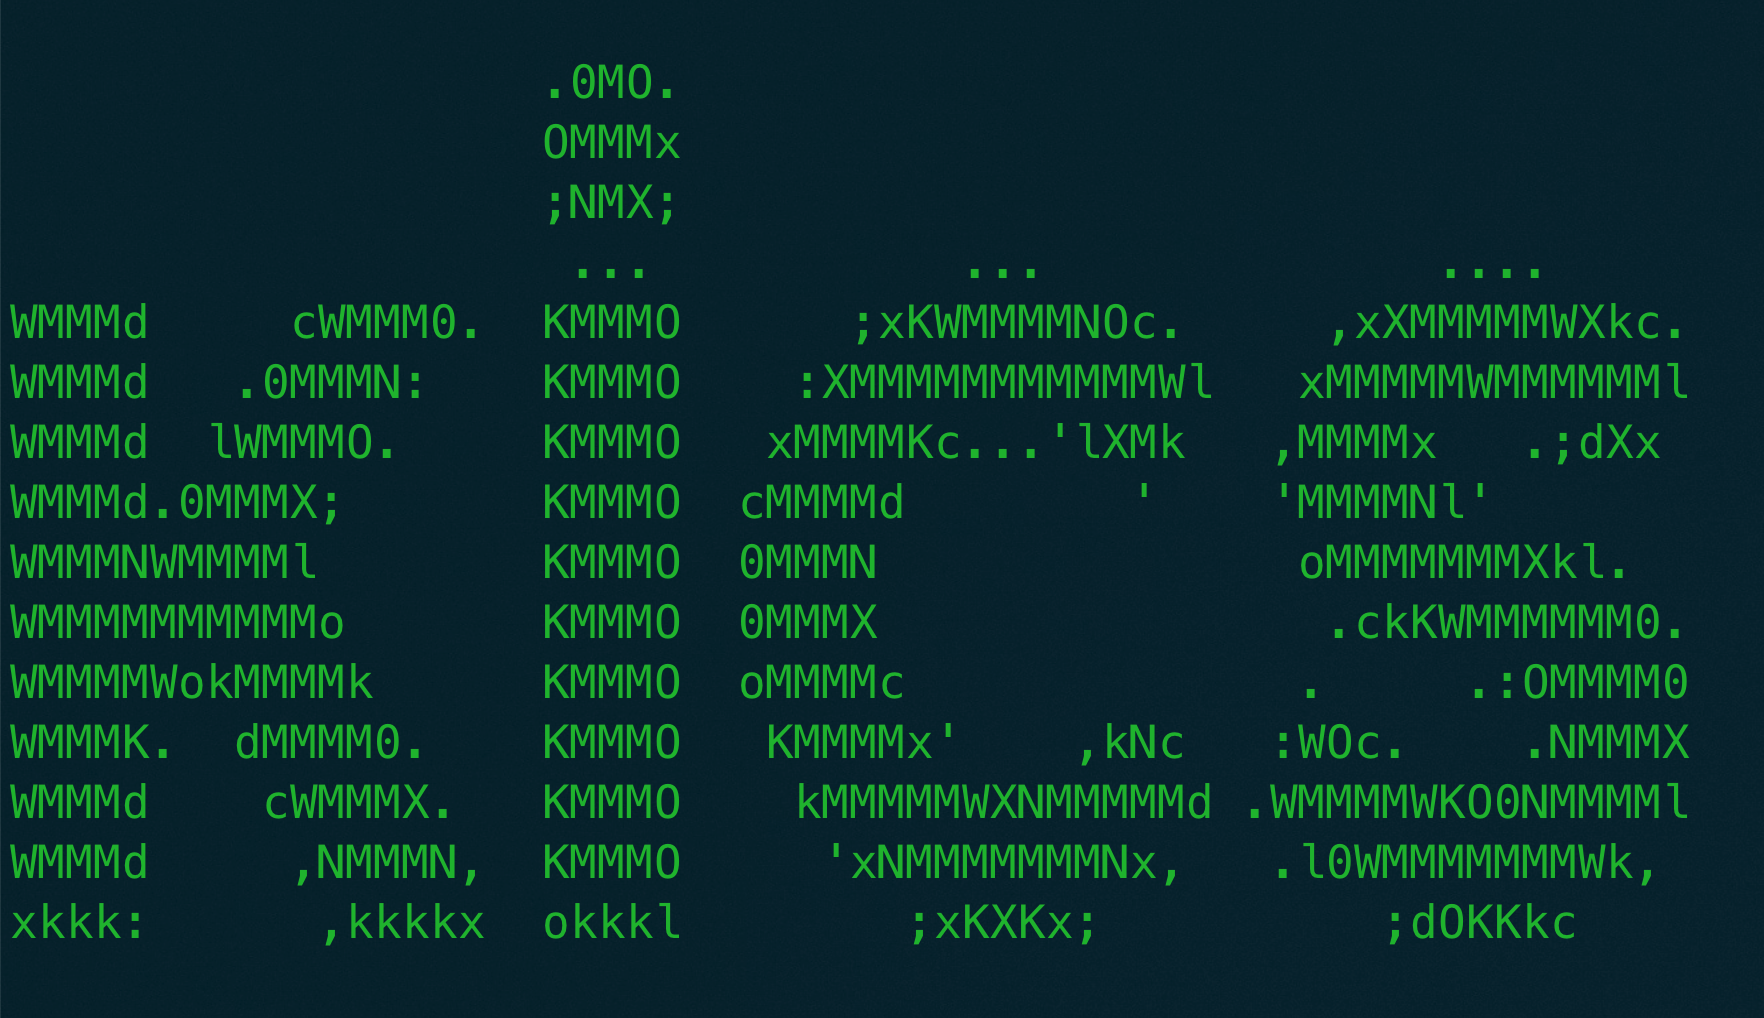 .0MO.
                   OMMMx
                   ;NMX;
                    ...           ...              ....
WMMMd     cWMMM0.  KMMMO      ;xKWMMMMNOc.     ,xXMMMMMWXkc.
WMMMd   .0MMMN:    KMMMO    :XMMMMMMMMMMMWl   xMMMMMWMMMMMMl
WMMMd  lWMMMO.     KMMMO   xMMMMKc...'lXMk   ,MMMMx   .;dXx
WMMMd.0MMMX;       KMMMO  cMMMMd        '    'MMMMNl'
WMMMNWMMMMl        KMMMO  0MMMN               oMMMMMMMXkl.
WMMMMMMMMMMo       KMMMO  0MMMX                .ckKWMMMMMM0.
WMMMMWokMMMMk      KMMMO  oMMMMc              .     .:OMMMM0
WMMMK.  dMMMM0.    KMMMO   KMMMMx'    ,kNc   :WOc.    .NMMMX
WMMMd    cWMMMX.   KMMMO    kMMMMMWXNMMMMMd .WMMMMWKO0NMMMMl
WMMMd     ,NMMMN,  KMMMO     'xNMMMMMMMNx,   .l0WMMMMMMMWk,
xkkk:      ,kkkkx  okkkl        ;xKXKx;          ;dOKKkc